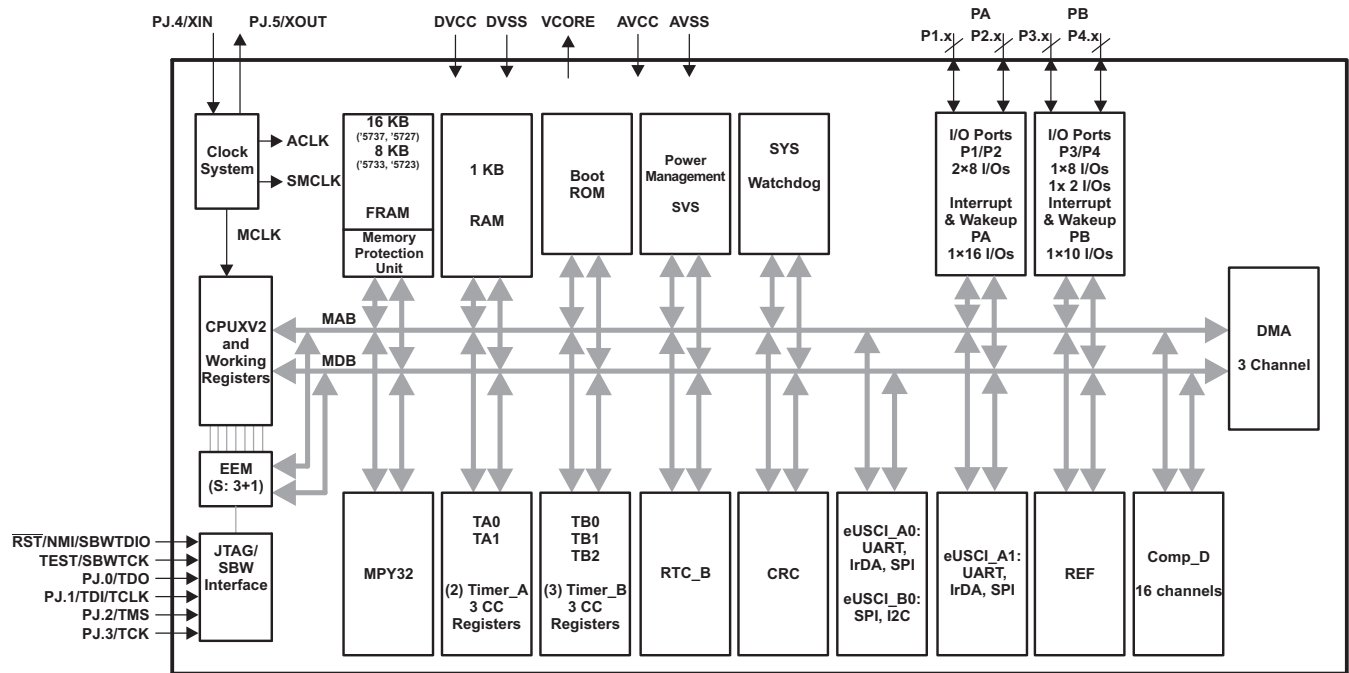 PJ.4/XIN
PJ.5/XOUT
DVCC
DVSS
VCORE
AVCC
AVSS
PA
PB
P1.x
P2.x
P3.x
P4.x
Clock
System
ACLK
SMCLK
MCLK
16 KB
('5737, '5727)
8 KB
('5733, '5723)
FRAM
Memory
Protection
Unit
1 KB
RAM
Boot
ROM
Power
Management
SVS
SYS
Watchdog
I/O Ports
P1/P2
2×8 I/Os
Interrupt
& Wakeup
PA
1×16 I/Os
I/O Ports
P3/P4
1×8 I/Os
1x 2 I/Os
Interrupt
& Wakeup
PB
1×10 I/Os
CPUXV2
and
Working
Registers
MAB
MDB
DMA
3 Channel
EEM
(S: 3+1)
RST/NMI/SBWTDIO
TEST/SBWTCK
PJ.0/TDO
PJ.1/TDI/TCLK
PJ.2/TMS
PJ.3/TCK
JTAG/
SBW
Interface
MPY32
TA0
TA1
(2) Timer_A
3 CC
Registers
TB0
TB1
TB2
(3) Timer_B
3 CC
Registers
RTC_B
CRC
eUSCI_A0:
UART,
IrDA, SPI
eUSCI_B0:
SPI, I2C
eUSCI_A1:
UART,
IrDA, SPI
REF
Comp_D
16 channels